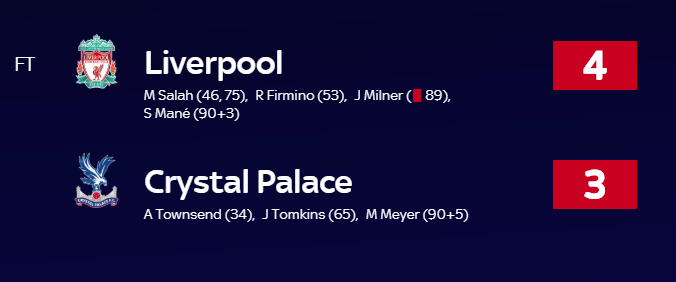 FT
Liverpool
4
M Salah (46,75), R Firmino (53), J Milner ( 89),
S Mané (90+3)
Crystal Palace
3
A Townsend (34), J Tomkins (65), M Meyer (90+5)